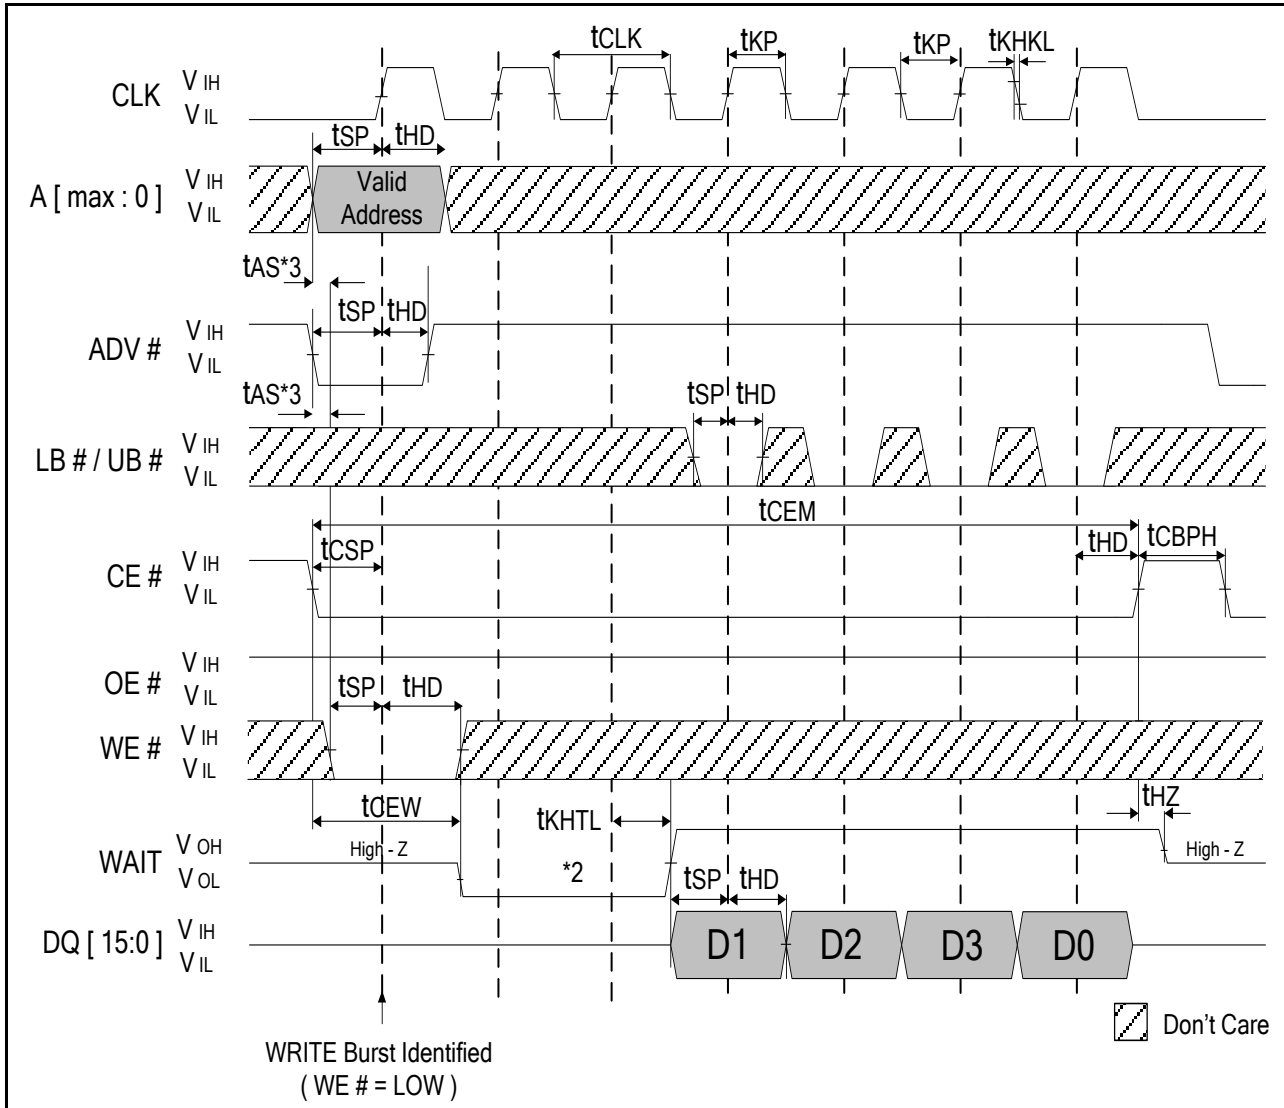 tCLK tKP tKP tKHKL
CLK V IH
V IL
tSP tHD
A [ max : 0 ] V IH
V IL
Valid
Address
tAS*3
tSP tHD
ADV # V IH
V IL
tAS*3
tSP tHD
LB # / UB # V IH
V IL
tCEM
tCSP tHD tCBPH
CE # V IH
V IL
OE # V IH
V IL
tSP tHD
WE # V IH
V IL
tCEW tKHTL tHZ
WAIT V OH
V OL
High - Z *2 High - Z
tSP tHD
DQ [ 15:0 ] V IH
V IL
D1 D2 D3 D0
Don't Care
WRITE Burst Identified
( WE # = LOW )